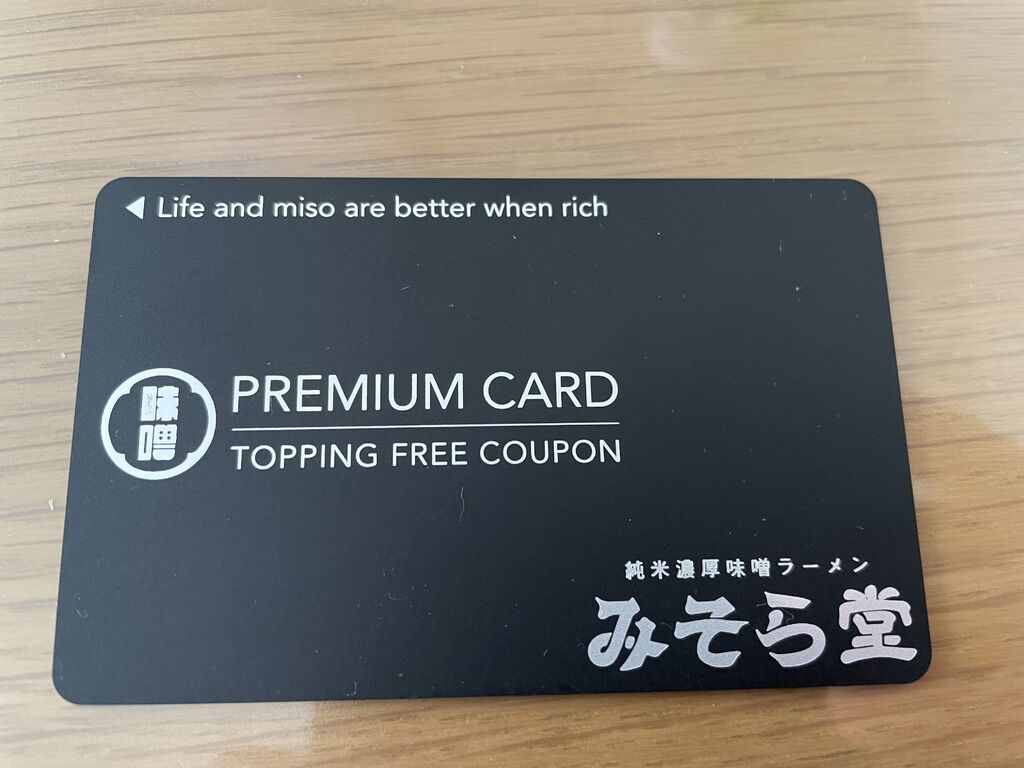 ◀ Life and miso are better when rich
味噌
PREMIUM CARD
TOPPING FREE COUPON
純米濃厚味噌ラーメン
みそら堂